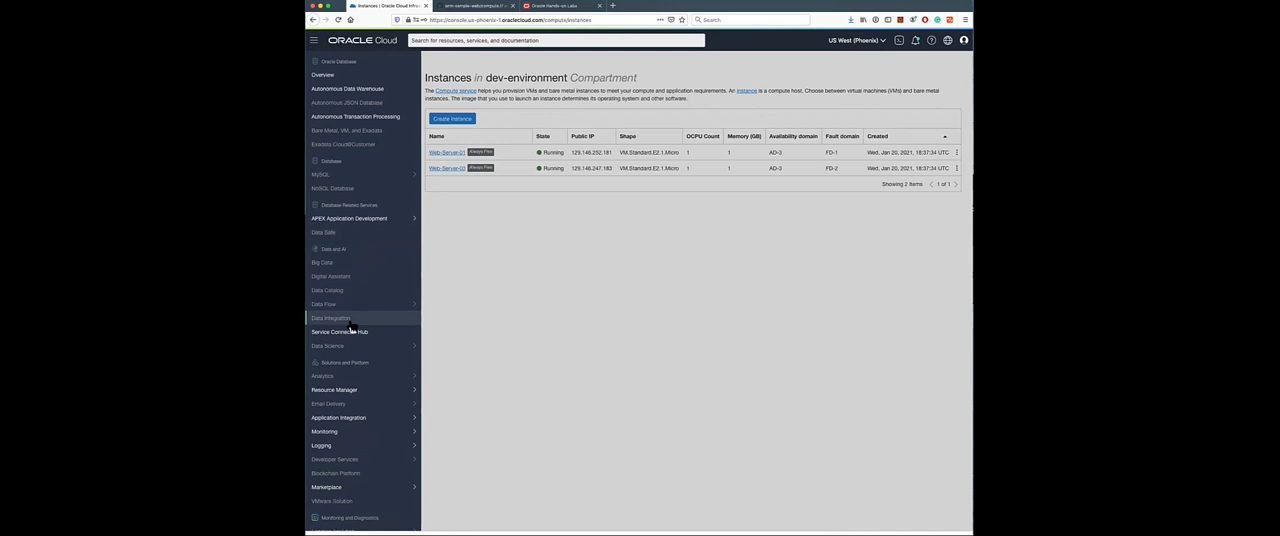 Instances | Oracle Cloud Infras
orm-sample-web/compute.tf
Oracle Hands-on Labs
https://console.us-phoenix-1.oraclecloud.com/compute/instances
Search
ORACLE Cloud
Search for resources, services, and documentation
US West (Phoenix)
Oracle Database
Overview
Autonomous Data Warehouse
Autonomous JSON Database
Autonomous Transaction Processing
Bare Metal, VM, and Exadata
Exadata Cloud@Customer
Database
MySQL
NoSQL Database
Database Related Services
APEX Application Development
Data Safe
Data and AI
Big Data
Digital Assistant
Data Catalog
Data Flow
Data Integration
Service Connector Hub
Data Science
Solutions and Platform
Analytics
Resource Manager
Email Delivery
Application Integration
Monitoring
Logging
Developer Services
Blockchain Platform
Marketplace
VMware Solution
Monitoring and Diagnostics
Instances in dev-environment Compartment
The Compute service helps you provision VMs and bare metal instances to meet your compute and application requirements. An instance is a compute host. Choose between virtual machines (VMs) and bare
metal instances. The image that you use to launch an instance determines its operating system and other software.
Create Instance
Name State Public IP Shape OCPU Count Memory (GB) Availability domain Fault domain Created
Web-Server-01 Always Free Running 129.146.252.181 VM.Standard.E2.1.Micro 1 1 AD-3 FD-1 Wed, Jan 20, 2021, 18:37:34 UTC
Always Free Running 129.146.247.183 VM.Standard.E2.1.Micro 1 1 AD-3 FD-2 Wed, Jan 20, 2021, 18:37:34 UTC
Showing 2 Items 1 of 1